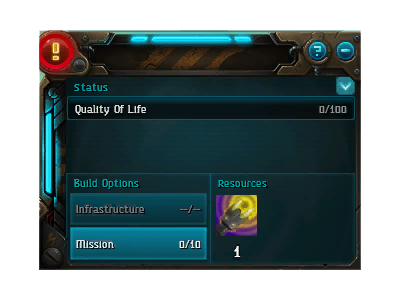 Status
Quality Of Life 0/100
Build Options Resources
Infrastructure --/--
Mission 0/10
1